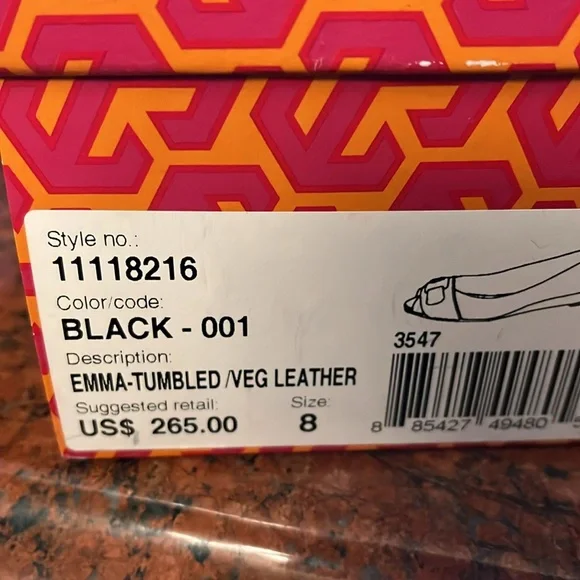 Style no.:
11118216
Color/code:
BLACK - 001
Description:
EMMA-TUMBLED /VEG LEATHER
Suggested retail:
US$ 265.00
Size:
8
3547
8 85427 49480